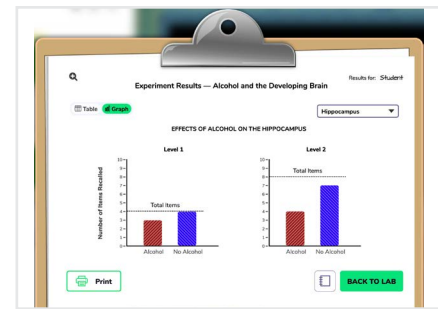 Results for: Student
Experiment Results — Alcohol and the Developing Brain
Table Graph
Hippocampus
EFFECTS OF ALCOHOL ON THE HIPPOCAMPUS
Level 1
Level 2
Number of Items Recalled
10
9
8
7
6
5
4
3
2
1
0
Total Items
Alcohol No Alcohol
10
9
8
7
6
5
4
3
2
1
0
Total Items
Alcohol No Alcohol
Print
BACK TO LAB